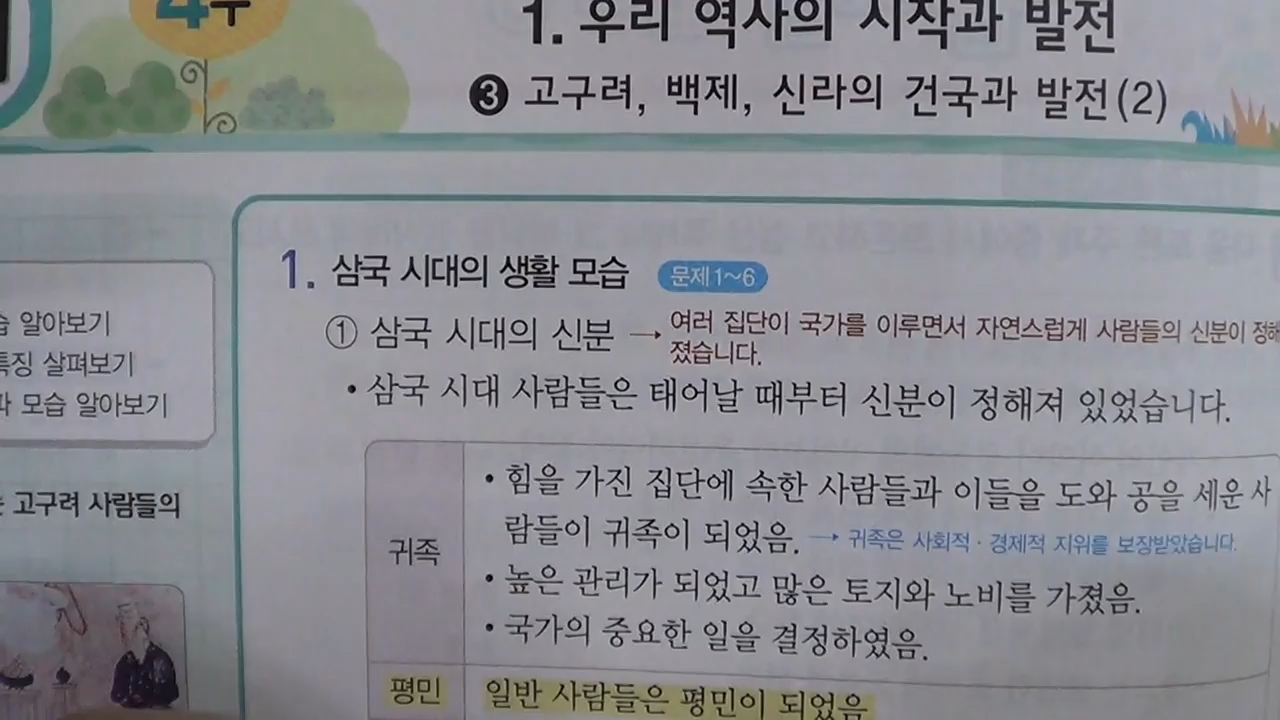 4주
1. 우리 역사의 시작과 발전
❸ 고구려, 백제, 신라의 건국과 발전(2)
알아보기
특징 살펴보기
모습 알아보기
고구려 사람들의
1. 삼국 시대의 생활 모습 문제 1~6
① 삼국 시대의 신분 → 여러 집단이 국가를 이루면서 자연스럽게 사람들의 신분이 정해
졌습니다.
• 삼국 시대 사람들은 태어날 때부터 신분이 정해져 있었습니다.
귀족
• 힘을 가진 집단에 속한 사람들과 이들을 도와 공을 세운 사
람들이 귀족이 되었음. → 귀족은 사회적·경제적 지위를 보장받았습니다.
• 높은 관리가 되었고 많은 토지와 노비를 가졌음.
• 국가의 중요한 일을 결정하였음.
평민 일반 사람들은 평민이 되었음